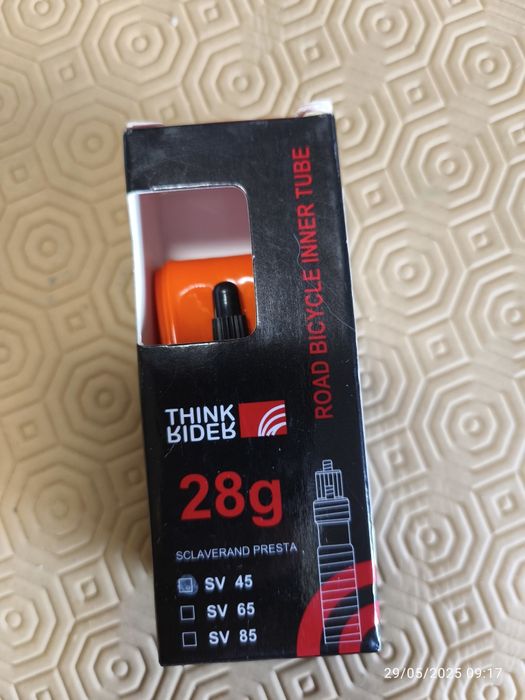 ROAD BICYCLE INNER TUBE
THINK
RIDER
28g
SCLAVERAND PRESTA
SV 45
SV 65
SV 85
29/05/2025 09:17